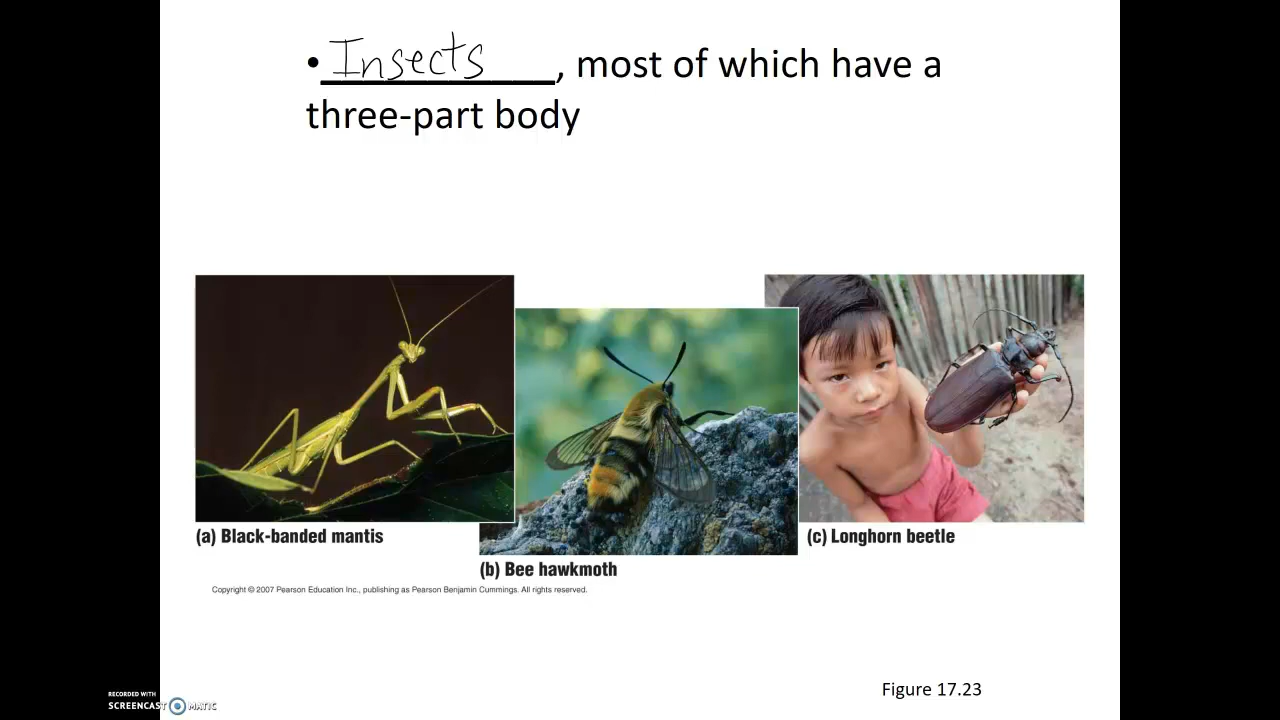 • Insects, most of which have a
three-part body
(a) Black-banded mantis
(b) Bee hawkmoth
(c) Longhorn beetle
Copyright © 2007 Pearson Education Inc., publishing as Pearson Benjamin Cummings. All rights reserved.
Figure 17.23
RECORDED WITH
SCREENCAST MATIC